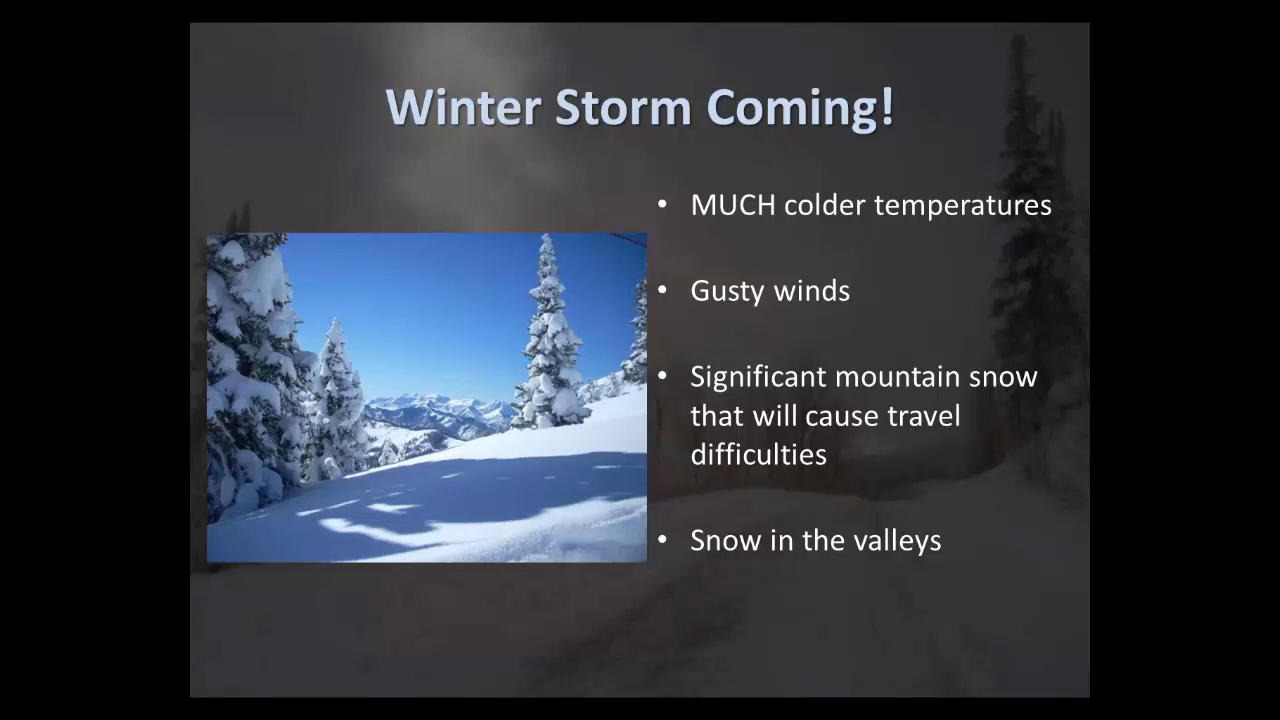 Winter Storm Coming!
• MUCH colder temperatures
• Gusty winds
• Significant mountain snow
that will cause travel
difficulties
• Snow in the valleys